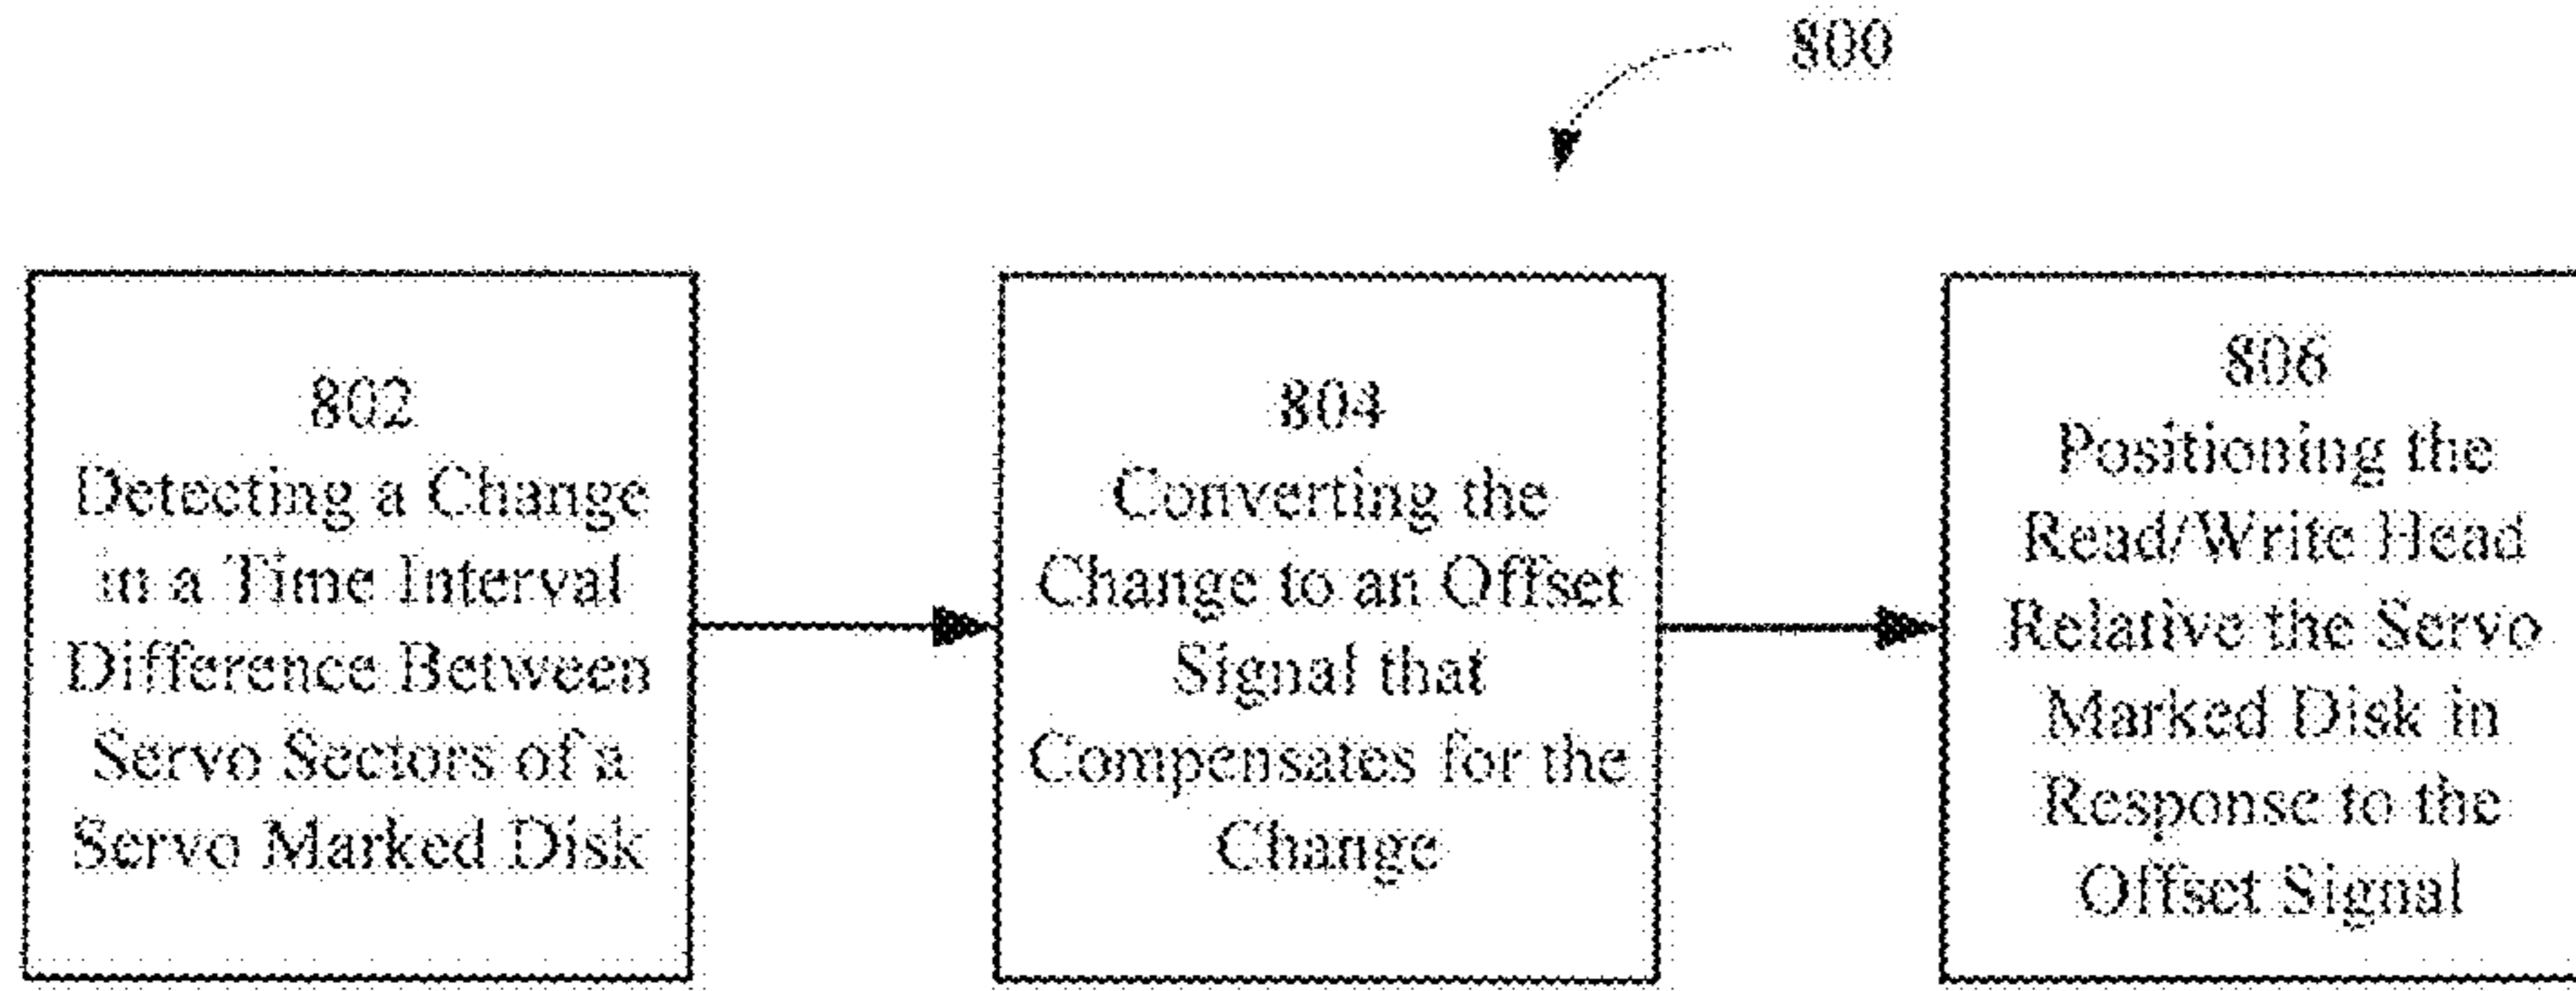 800
802
Detecting a Change
in a Time Interval
Difference Between
Servo Sectors of a
Servo Marked Disk
804
Converting the
Change to an Offset
Signal that
Compensates for the
Change
806
Positioning the
Read/Write Head
Relative the Servo
Marked Disk in
Response to the
Offset Signal